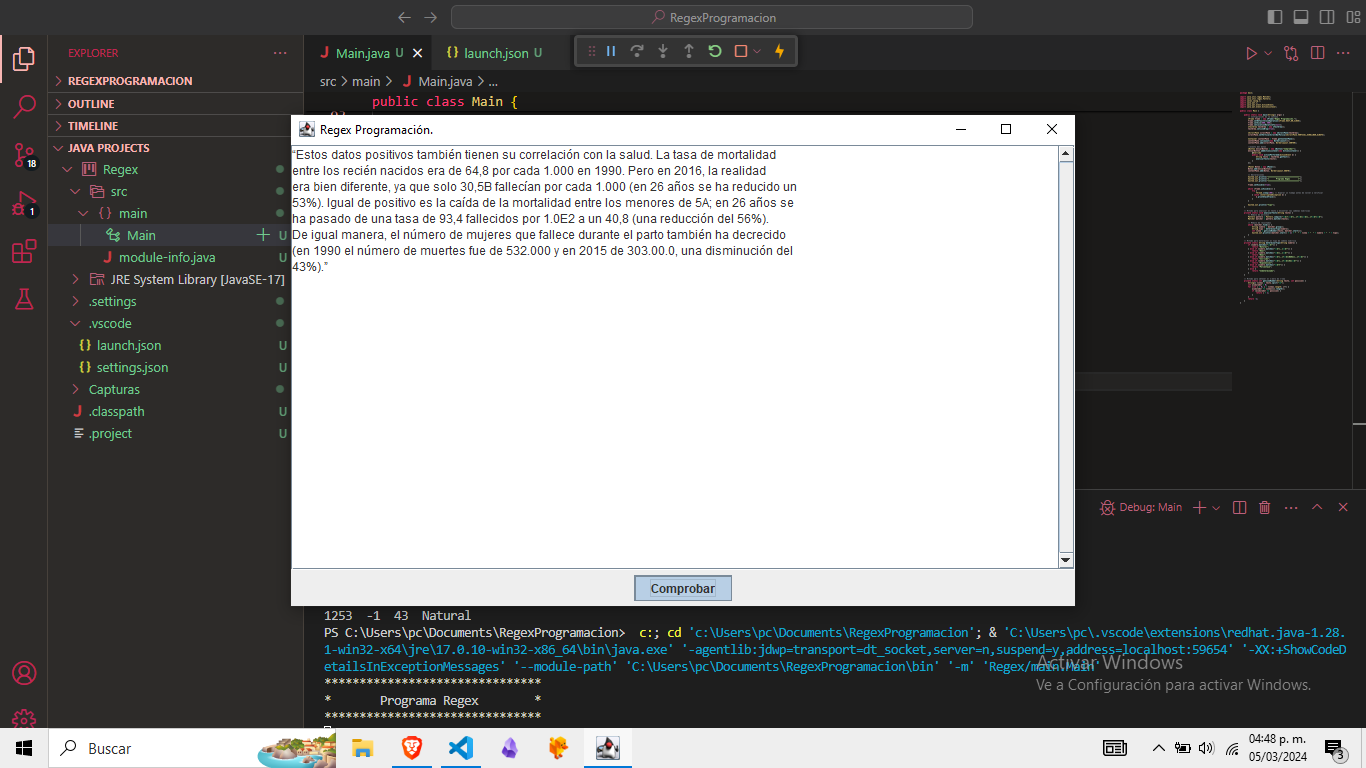 RegexProgramacion
EXPLORER
Main.java U
launch.json U
REGEXPROGRAMACION
OUTLINE
TIMELINE
JAVA PROJECTS
Regex
src
main
Main U
module-info.java U
JRE System Library [JavaSE-17]
.settings
.vscode
launch.json U
settings.json U
Capturas
.classpath U
.project U
18
1
src > main > Main.java > ...
public class Main {
Regex Programación.
“Estos datos positivos también tienen su correlación con la salud. La tasa de mortalidad
entre los recién nacidos era de 64,8 por cada 1.000 en 1990. Pero en 2016, la realidad
era bien diferente, ya que solo 30,5B fallecían por cada 1.000 (en 26 años se ha reducido un
53%). Igual de positivo es la caída de la mortalidad entre los menores de 5A; en 26 años se
ha pasado de una tasa de 93,4 fallecidos por 1.0E2 a un 40,8 (una reducción del 56%).
De igual manera, el número de mujeres que fallece durante el parto también ha decrecido
(en 1990 el número de muertes fue de 532.000 y en 2015 de 303.00.0, una disminución del
43%).”
Comprobar
Debug: Main
1253 -1 43 Natural
PS C:\Users\pc\Documents\RegexProgramacion> c:; cd 'c:\Users\pc\Documents\RegexProgramacion'; & 'C:\Users\pc\.vscode\extensions\redhat.java-1.28.
1-win32-x64\jre\17.0.10-win32-x86_64\bin\java.exe' '-agentlib:jdwp=transport=dt_socket,server=n,suspend=y,address=localhost:59654' '-XX:+ShowCodeD
etailsInExceptionMessages' '--module-path' 'C:\Users\pc\Documents\RegexProgramacion\bin' '-m' 'Regex/main.Main'
******************************
* Programa Regex *
******************************
Activar Windows
Ve a Configuración para activar Windows.
Buscar
04:48 p. m.
05/03/2024
3